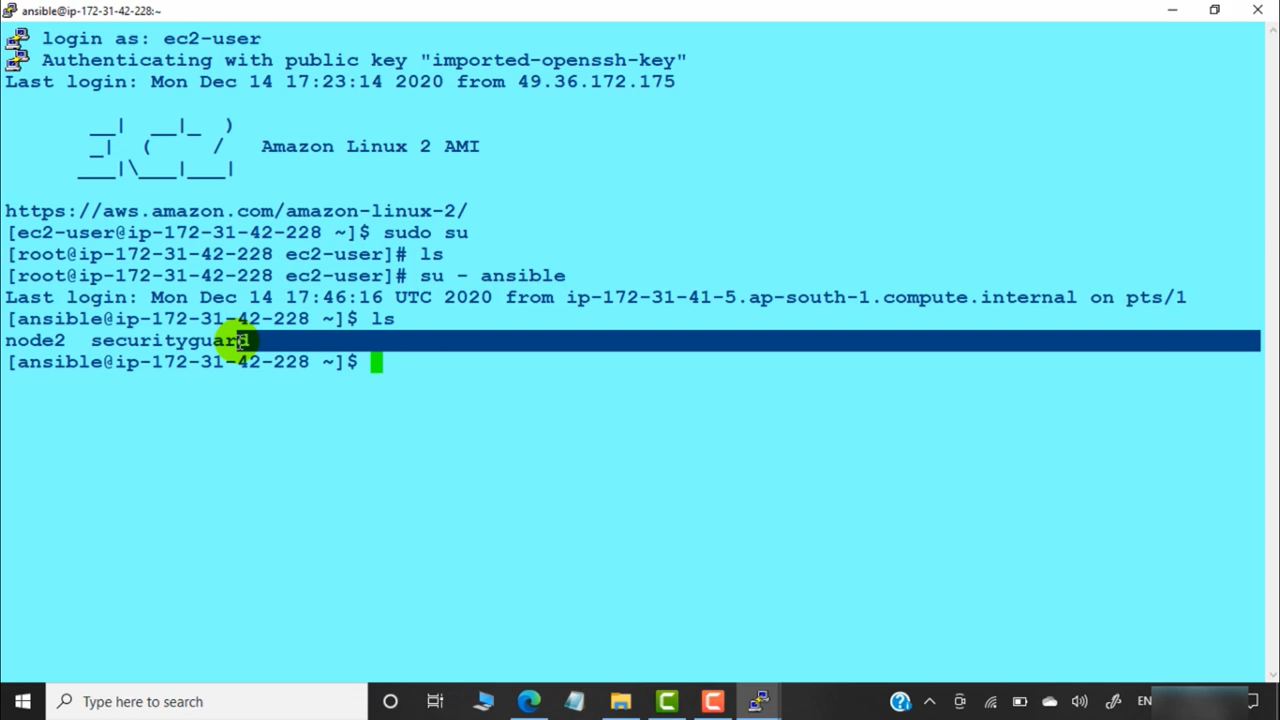 ansible@ip-172-31-42-228:~
login as: ec2-user
Authenticating with public key "imported-openssh-key"
Last login: Mon Dec 14 17:23:14 2020 from 49.36.172.175
__| __|_ )
_| ( / Amazon Linux 2 AMI
___|\___|___|
https://aws.amazon.com/amazon-linux-2/
[ec2-user@ip-172-31-42-228 ~]$ sudo su
[root@ip-172-31-42-228 ec2-user]# ls
[root@ip-172-31-42-228 ec2-user]# su - ansible
Last login: Mon Dec 14 17:46:16 UTC 2020 from ip-172-31-41-5.ap-south-1.compute.internal on pts/1
[ansible@ip-172-31-42-228 ~]$ ls
node2 securityguard
[ansible@ip-172-31-42-228 ~]$
Type here to search
EN